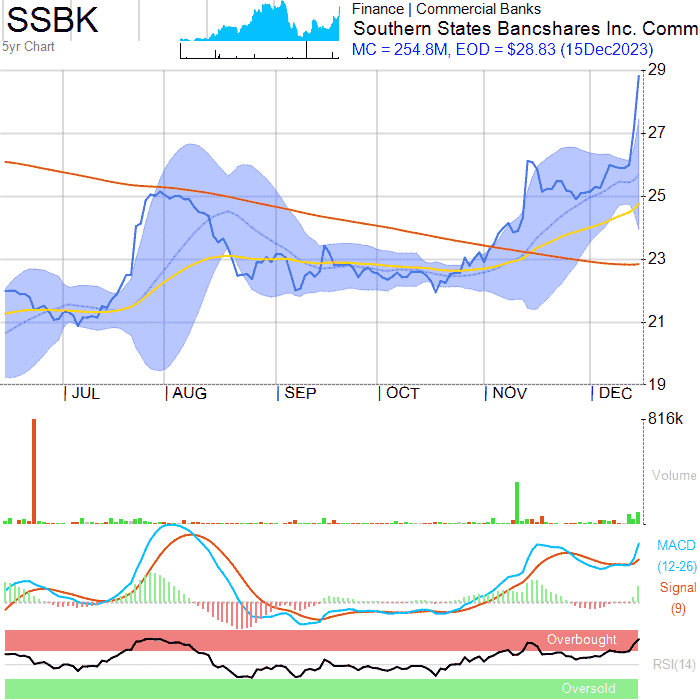 SSBK
5yr Chart
Finance | Commercial Banks
Southern States Bancshares Inc. Comm
MC = 254.8M, EOD = $28.83 (15Dec2023)
29
27
25
23
21
19
JUL AUG SEP OCT NOV DEC
816k
Volume
MACD
(12-26)
Signal
(9)
Overbought
RSI(14)
Oversold